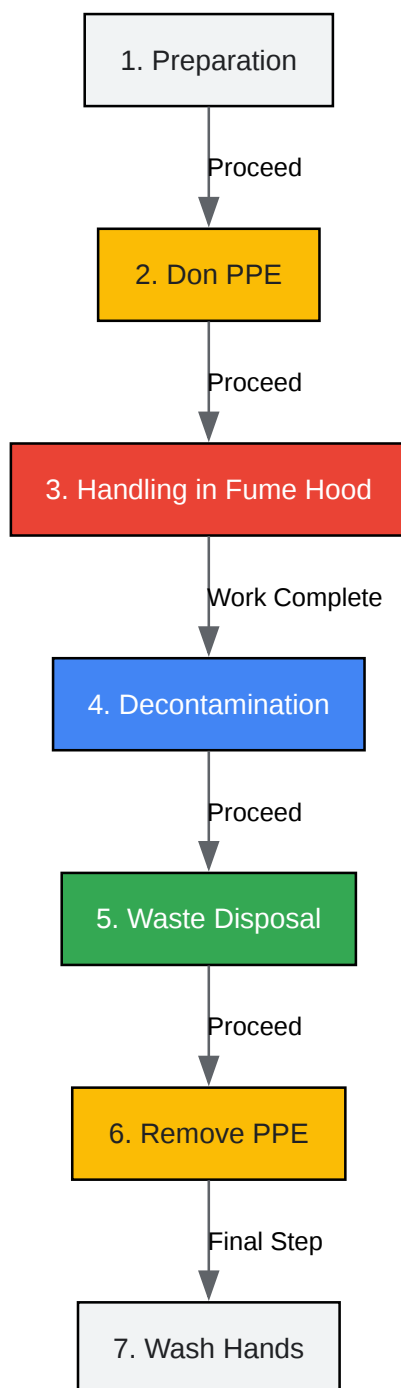 1. Preparation
Proceed
2. Don PPE
Proceed
3. Handling in Fume Hood
Work Complete
4. Decontamination
Proceed
5. Waste Disposal
Proceed
6. Remove PPE
Final Step
7. Wash Hands